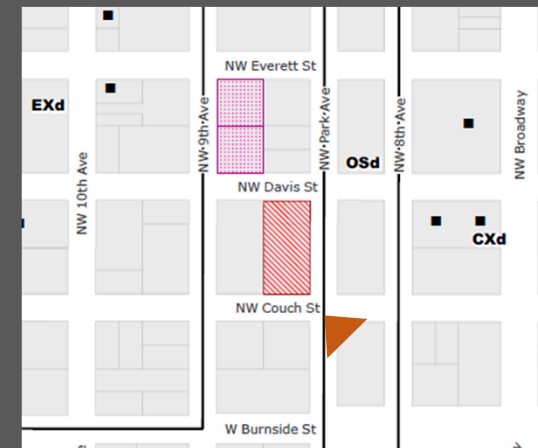 NW Everett St
EXd
NW 9th Ave
NW Park Ave
NW 8th Ave
NW Broadway
OSd
NW 10th Ave
NW Davis St
CXd
NW Couch St
W Burnside St